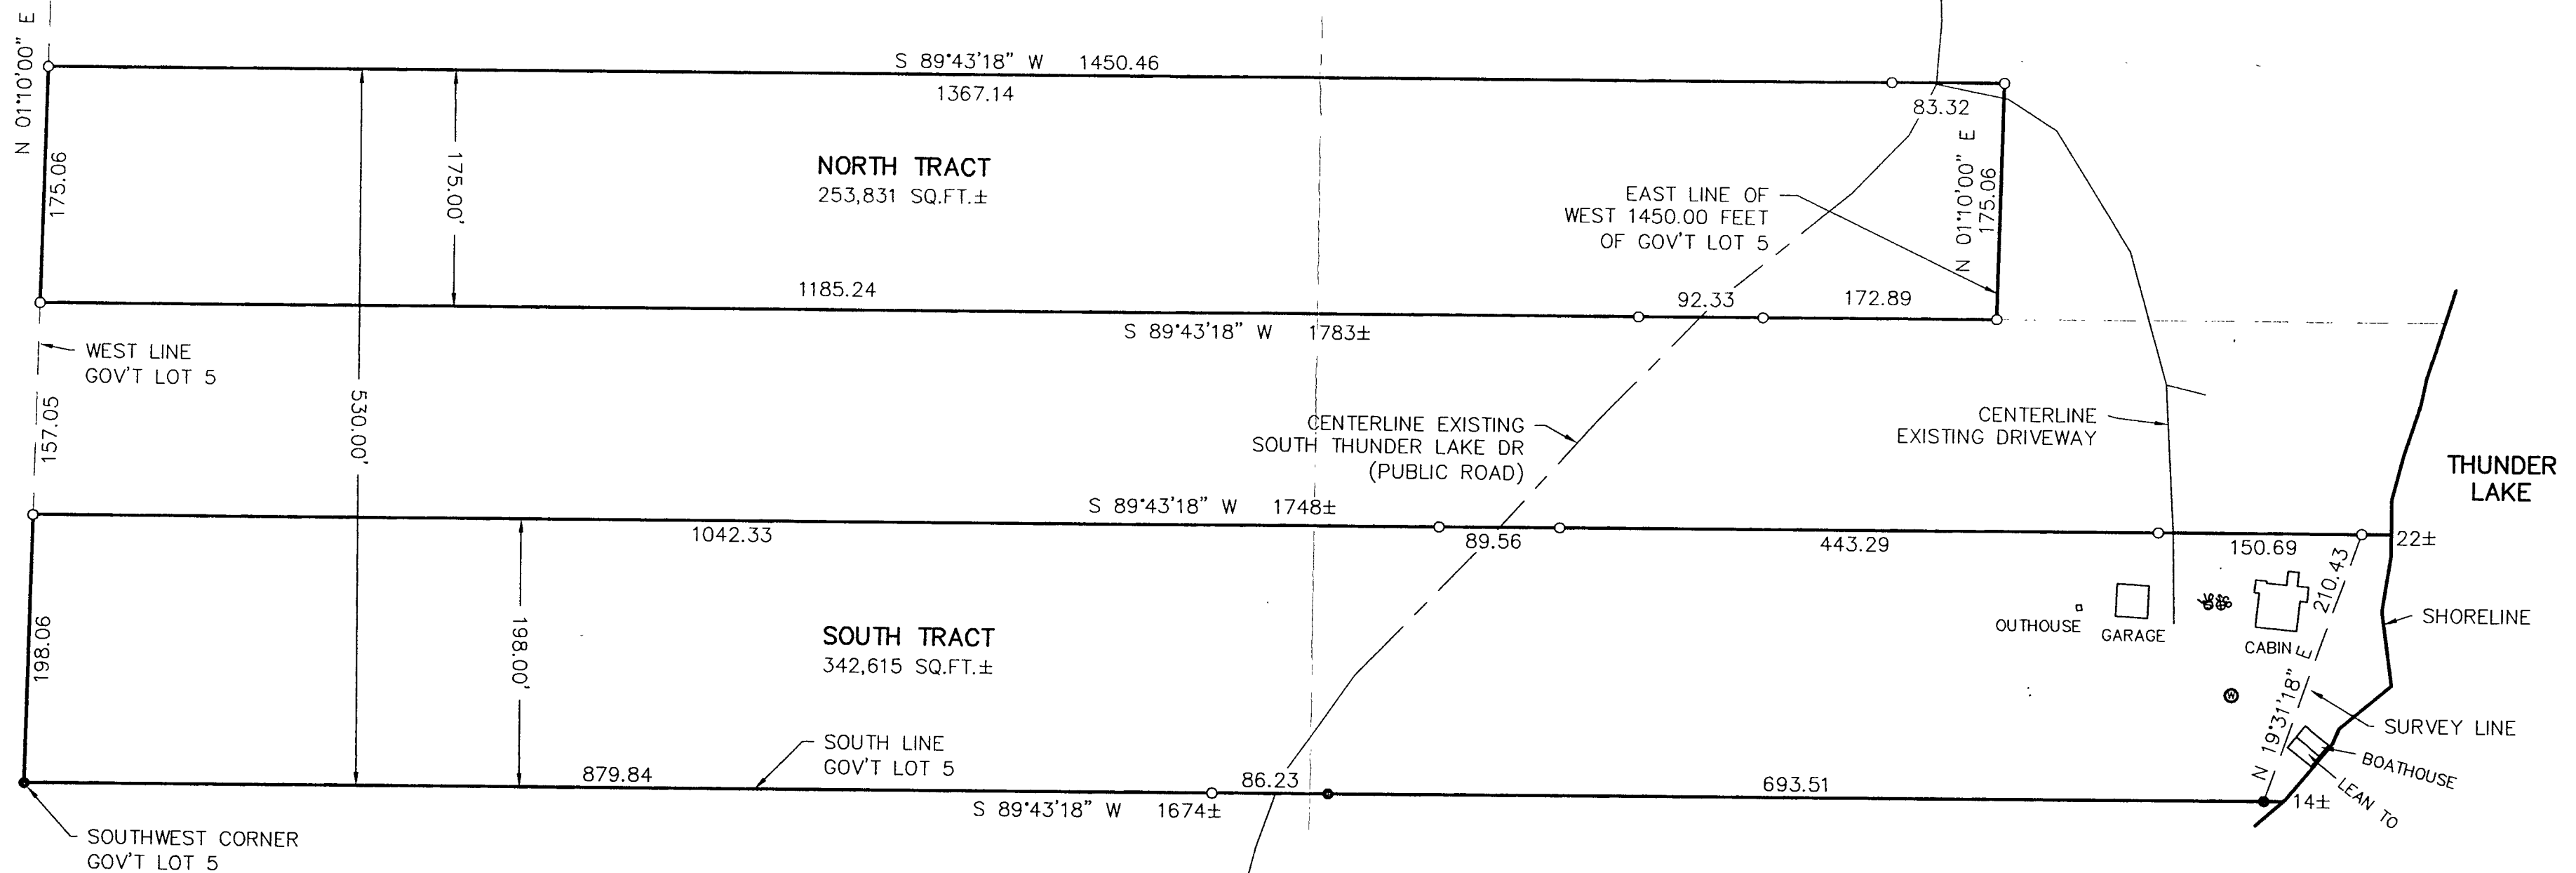 N 01°10'00" E
S 89°43'18" W 1450.46
1367.14
83.32
175.06
175.00'
NORTH TRACT
253,831 SQ.FT.±
EAST LINE OF
WEST 1450.00 FEET
OF GOV'T LOT 5
N 01°10'00" E
175.06
1185.24
92.33
172.89
S 89°43'18" W 1783±
WEST LINE
GOV'T LOT 5
157.05
530.00'
CENTERLINE EXISTING
SOUTH THUNDER LAKE DR
(PUBLIC ROAD)
CENTERLINE
EXISTING DRIVEWAY
THUNDER
LAKE
S 89°43'18" W 1748±
1042.33
89.56
443.29
150.69
22±
198.06
198.00'
SOUTH TRACT
342,615 SQ.FT.±
OUTHOUSE
GARAGE
CABIN
N 19°31'18" E
210.43
SHORELINE
W
SURVEY LINE
BOATHOUSE
LEAN TO
SOUTH LINE
GOV'T LOT 5
879.84
86.23
693.51
14±
S 89°43'18" W 1674±
SOUTHWEST CORNER
GOV'T LOT 5